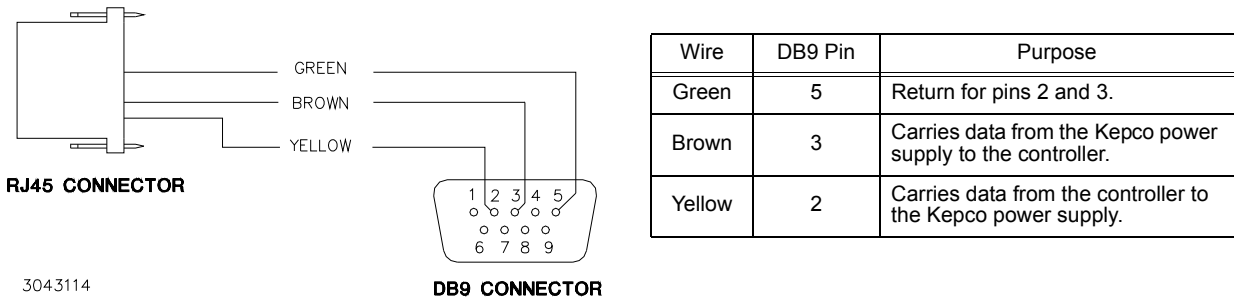 GREEN
BROWN
YELLOW
RJ45 CONNECTOR
1 2 3 4 5
6 7 8 9
DB9 CONNECTOR
3043114
Wire DB9 Pin Purpose
Green 5 Return for pins 2 and 3.
Brown 3 Carries data from the Kepco power
supply to the controller.
Yellow 2 Carries data from the controller to
the Kepco power supply.